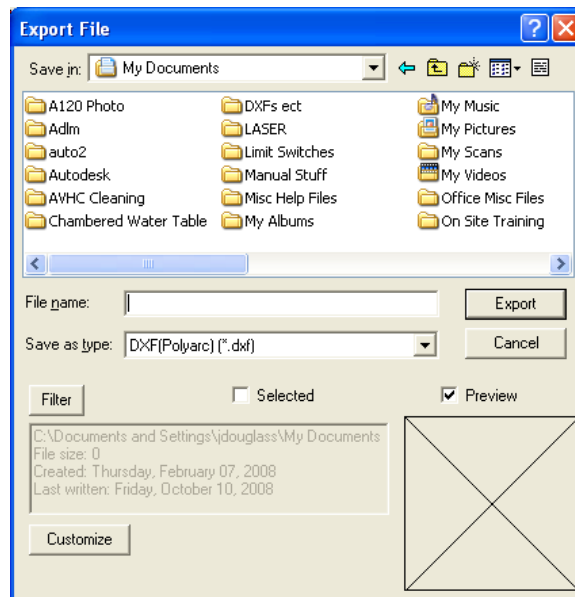 Export File
Save in: My Documents
A120 Photo DXFs ect My Music
Adlm LASER My Pictures
auto2 Limit Switches My Scans
Autodesk Manual Stuff My Videos
AVHC Cleaning Misc Help Files Office Misc Files
Chambered Water Table My Albums On Site Training
File name: Export
Save as type: DXF(Polyarc) (*.dxf) Cancel
Filter Selected Preview
C:\Documents and Settings\jdouglass\My Documents
File size: 0
Created: Thursday, February 07, 2008
Last written: Friday, October 10, 2008
Customize